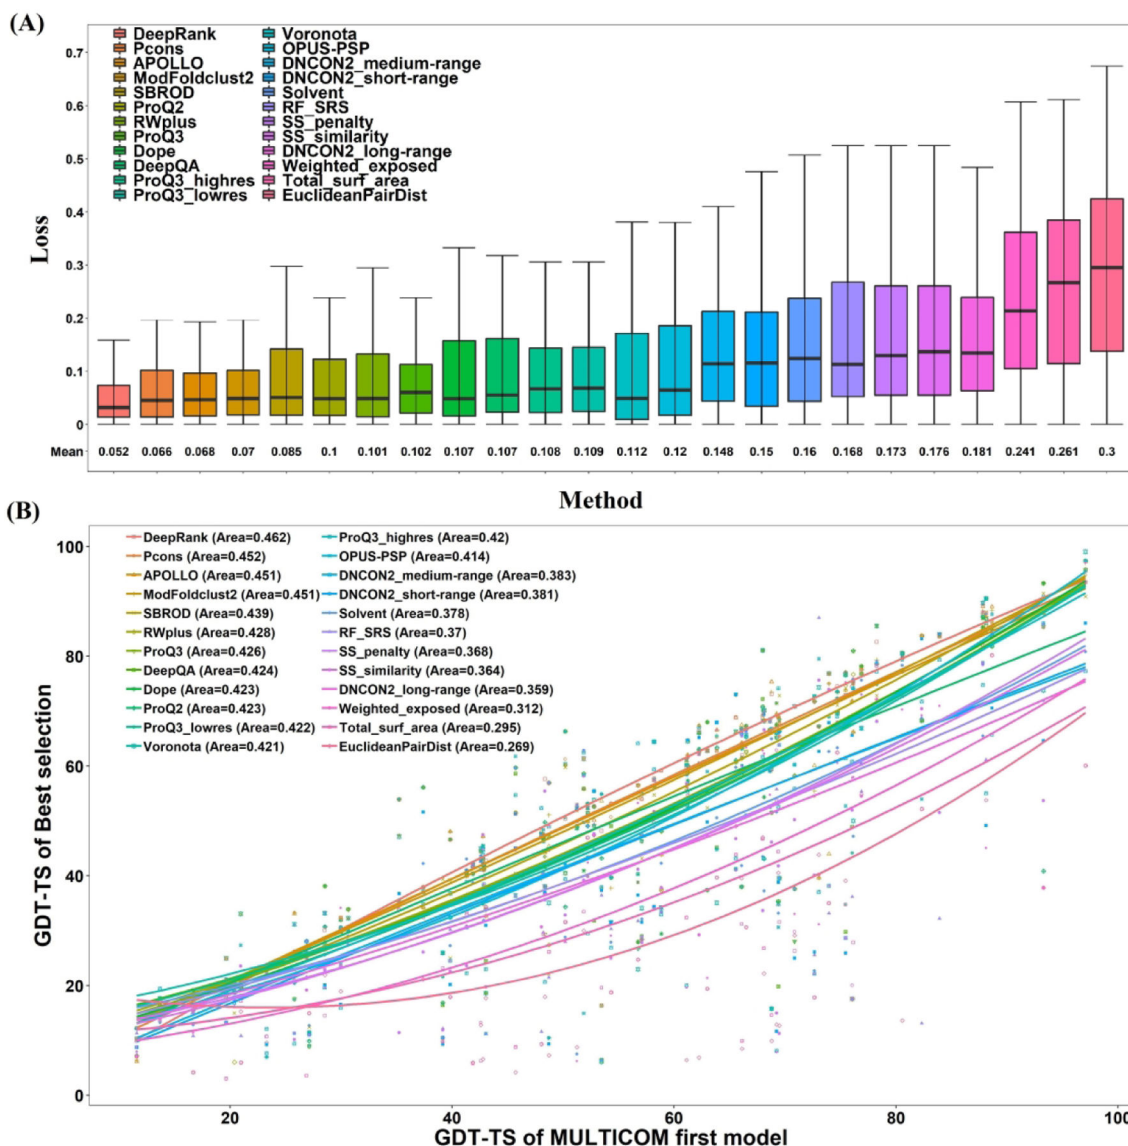 (A)
DeepRank
Pcons
APOLLO
ModFoldclust2
SBROD
ProQ2
RWplus
ProQ3
Dope
DeepQA
ProQ3_highres
ProQ3_lowres
Voronota
OPUS-PSP
DNCON2_medium-range
DNCON2_short-range
Solvent
RF_SRS
SS_penalty
SS_similarity
DNCON2_long-range
Weighted_exposed
Total_surf_area
EuclideanPairDist
0.7
0.6
0.5
0.4
0.3
0.2
0.1
0
Loss
Mean 0.052 0.066 0.068 0.07 0.085 0.1 0.101 0.102 0.107 0.107 0.108 0.109 0.112 0.12 0.148 0.15 0.16 0.168 0.173 0.176 0.181 0.241 0.261 0.3
Method
(B)
DeepRank (Area=0.462)
Pcons (Area=0.452)
APOLLO (Area=0.451)
ModFoldclust2 (Area=0.451)
SBROD (Area=0.439)
RWplus (Area=0.428)
ProQ3 (Area=0.426)
DeepQA (Area=0.424)
Dope (Area=0.423)
ProQ2 (Area=0.423)
ProQ3_lowres (Area=0.422)
Voronota (Area=0.421)
ProQ3_highres (Area=0.42)
OPUS-PSP (Area=0.414)
DNCON2_medium-range (Area=0.383)
DNCON2_short-range (Area=0.381)
Solvent (Area=0.378)
RF_SRS (Area=0.37)
SS_penalty (Area=0.368)
SS_similarity (Area=0.364)
DNCON2_long-range (Area=0.359)
Weighted_exposed (Area=0.312)
Total_surf_area (Area=0.295)
EuclideanPairDist (Area=0.269)
100
80
60
40
20
0
GDT-TS of Best selection
20 40 60 80 100
GDT-TS of MULTICOM first model